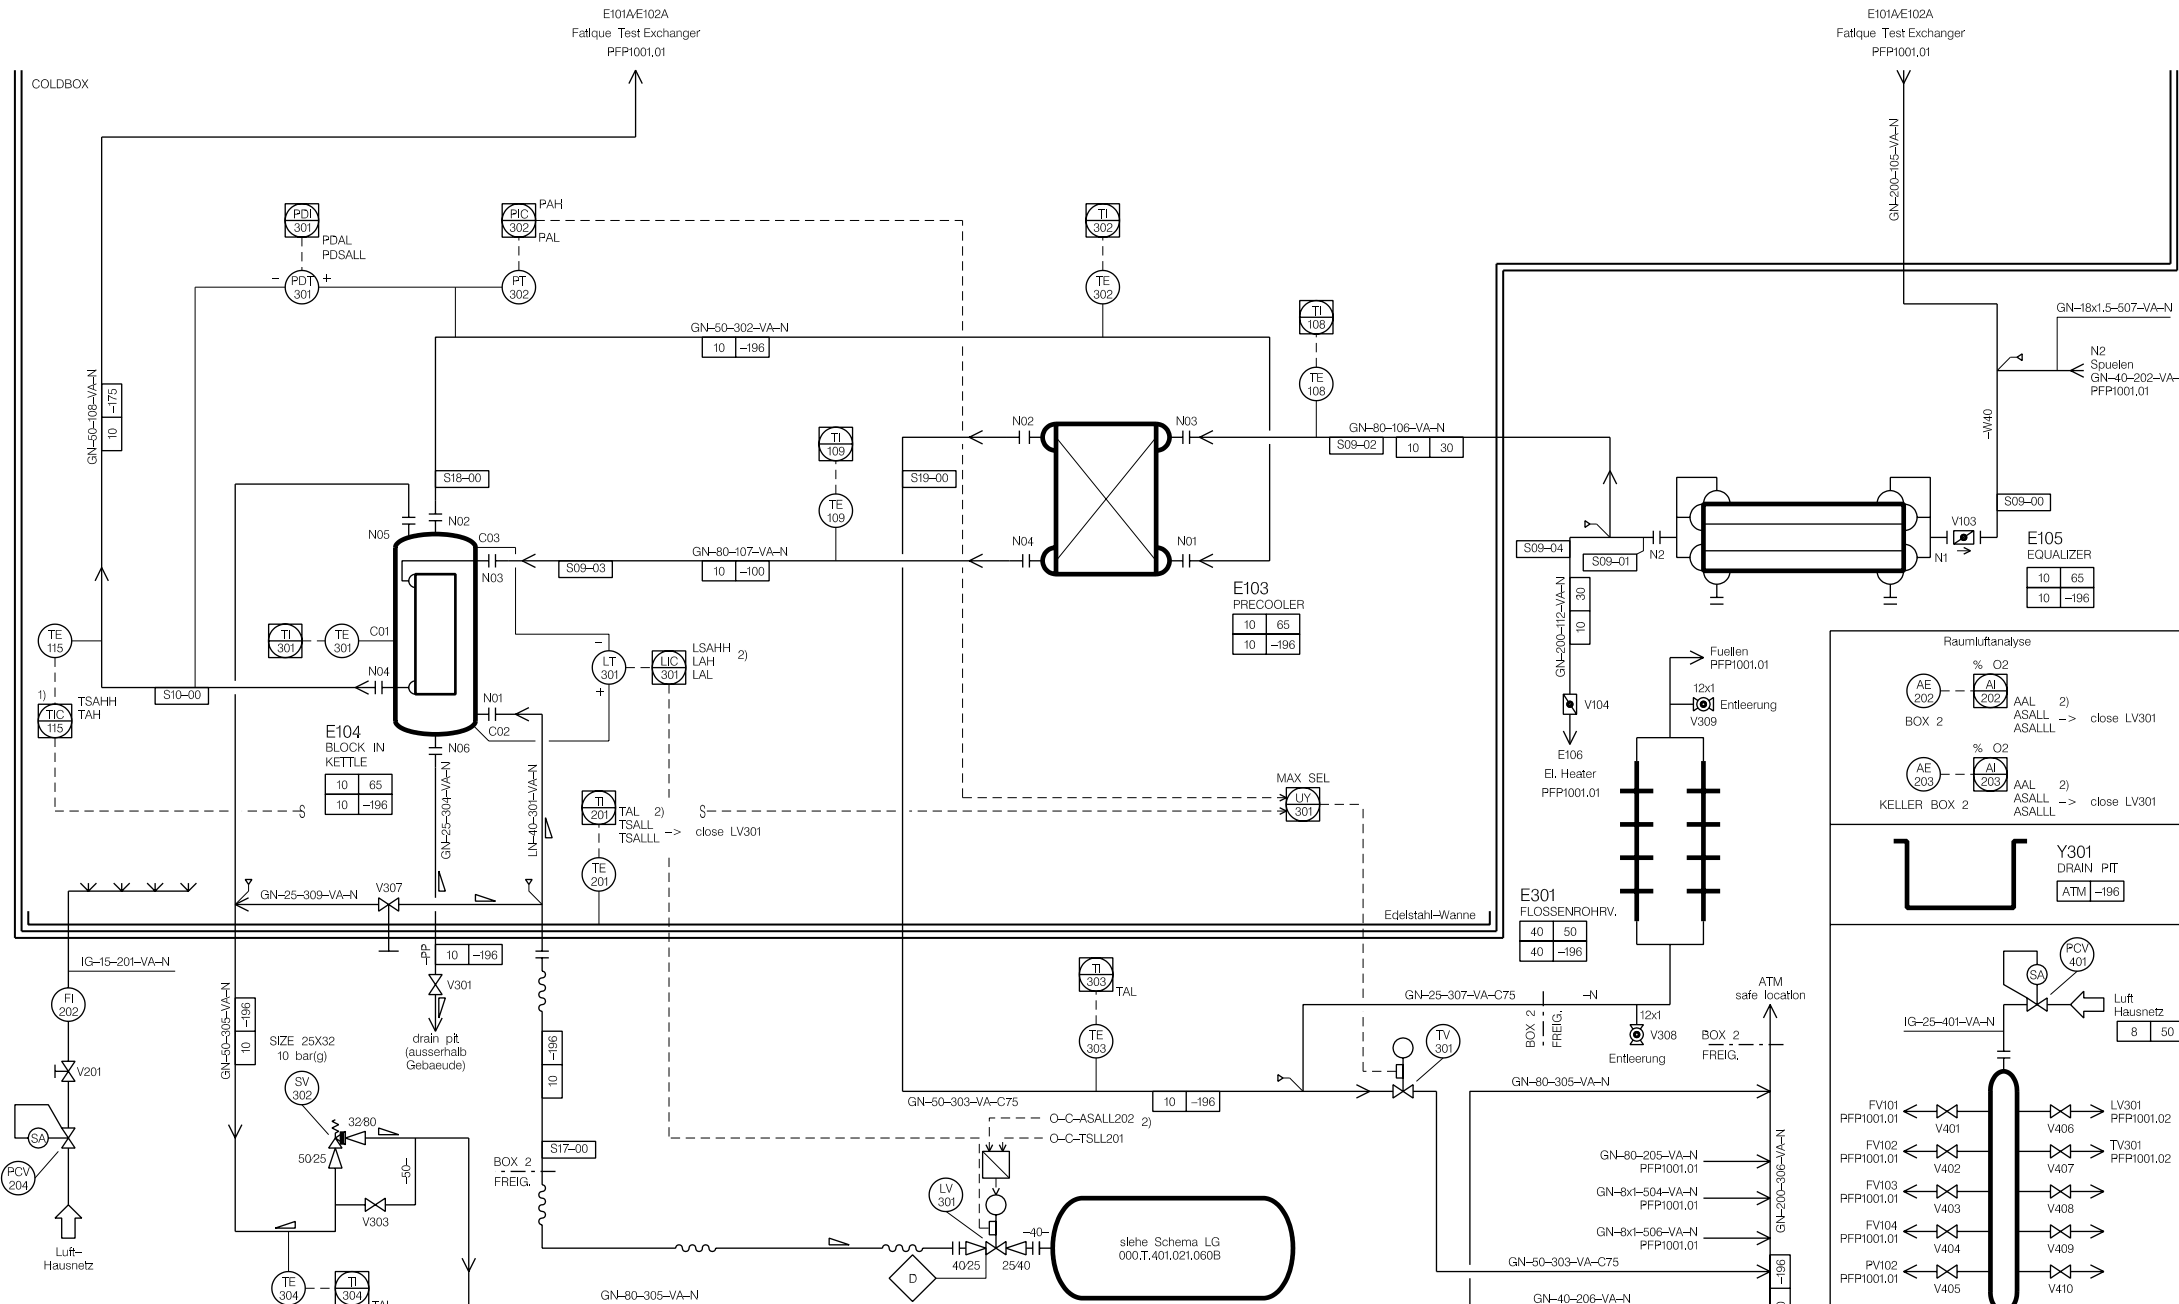 E101A/E102A
Fatique Test Exchanger
PFP1001.01
E101A/E102A
Fatique Test Exchanger
PFP1001.01
COLDBOX
GN-200-105-VA-N
PDI
301
PDAL
PDSALL
PIC
302
PAH
PAL
TI
302
- PDT +
301
PT
302
TE
302
TI
108
TE
108
GN-18x1.5-507-VA-N
N2
Spuelen
GN-40-202-VA-
PFP1001.01
-W40
GN-50-302-VA-N
10 -196
GN-50-108-VA-N
10 -175
TI
109
TE
109
N02
N03
GN-80-106-VA-N
S09-02
10 30
S18-00
S19-00
S09-00
N05
N02
C03
N03
GN-80-107-VA-N
S09-03
10 -100
N04
N01
S09-04
S09-01
N2
N1
V103
E105
EQUALIZER
10 65
10 -196
E103
PRECOOLER
10 65
10 -196
GN-200-112-VA-N
10 30
V104
E106
El. Heater
PFP1001.01
TE
115
1)
TIC
115
TSAHH
TAH
S10-00
TI
301
TE
301
C01
N04
N01
C02
N06
-
LT
301
+
LIC
301
LSAHH 2)
LAH
LAL
E104
BLOCK IN
KETTLE
10 65
10 -196
S
GN-25-304-VA-N
LN-40-301-VA-N
TI
201
TAL 2)
TSALL
TSALLL -> close LV301
S
TE
201
MAX SEL
UY
301
Fuellen
PFP1001.01
12x1
Entleerung
V309
E301
FLOSSENROHRV.
40 50
40 -196
Raumluftanalyse
AE
202
BOX 2
% O2
AI
202
AAL 2)
ASALL -> close LV301
ASALLL
AE
203
KELLER BOX 2
% O2
AI
203
AAL 2)
ASALL -> close LV301
ASALLL
Y301
DRAIN PIT
ATM -196
GN-25-309-VA-N
V307
Edelstahl-Wanne
-PP
10 -196
V301
drain pit
(ausserhalb
Gebaeude)
IG-15-201-VA-N
FI
202
V201
SA
PCV
204
Luft-
Hausnetz
GN-50-305-VA-N
10 -196
SIZE 25X32
10 bar(g)
SV
302
32/80
50/25
-50-
V303
TE
304
TI
304
TAL
10 -196
S17-00
BOX 2
FREIG.
TI
303
TAL
TE
303
GN-50-303-VA-C75
10 -196
TV
301
GN-25-307-VA-C75
-N
BOX 2
FREIG.
12x1
V308
Entleerung
O-C-ASALL202 2)
O-C-TSLL201
LV
301
D
40/25
25/40
-40-
siehe Schema LG
000.T.401.021.060B
GN-80-305-VA-N
ATM
safe location
BOX 2
FREIG.
GN-80-305-VA-N
GN-80-205-VA-N
PFP1001.01
GN-8x1-504-VA-N
PFP1001.01
GN-8x1-506-VA-N
PFP1001.01
GN-50-303-VA-C75
GN-40-206-VA-N
GN-200-306-VA-N
-196
PCV
401
SA
Luft
Hausnetz
8 50
IG-25-401-VA-N
FV101
PFP1001.01
V401
V406
LV301
PFP1001.02
FV102
PFP1001.01
V402
V407
TV301
PFP1001.02
FV103
PFP1001.01
V403
V408
FV104
PFP1001.01
V404
V409
PV102
PFP1001.01
V405
V410